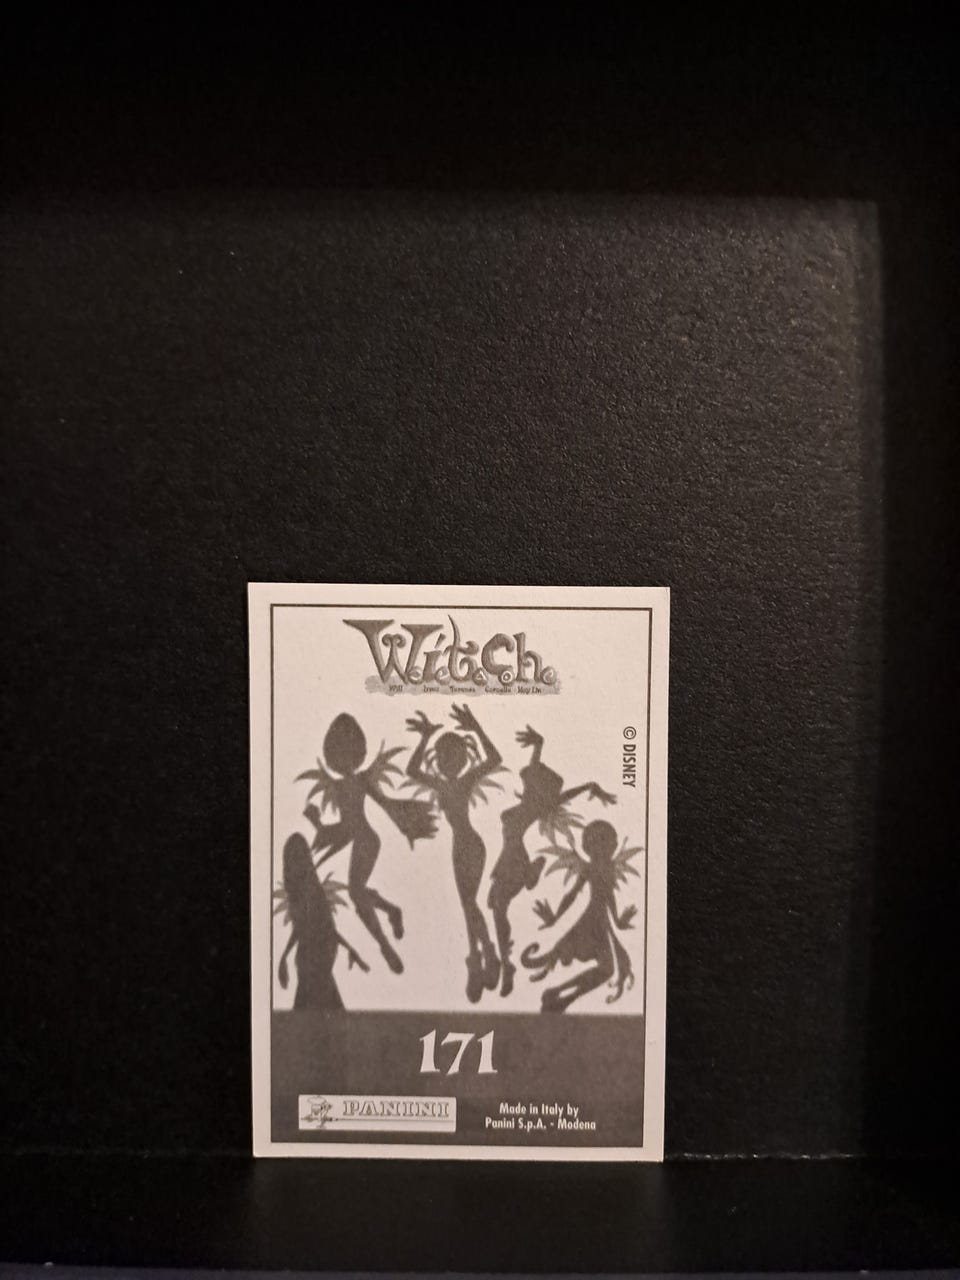 W.i.t.c.h.
Will Irma Taranee Cornelia Hay Lin
© DISNEY
171
PANINI
Made in Italy by
Panini S.p.A. - Modena